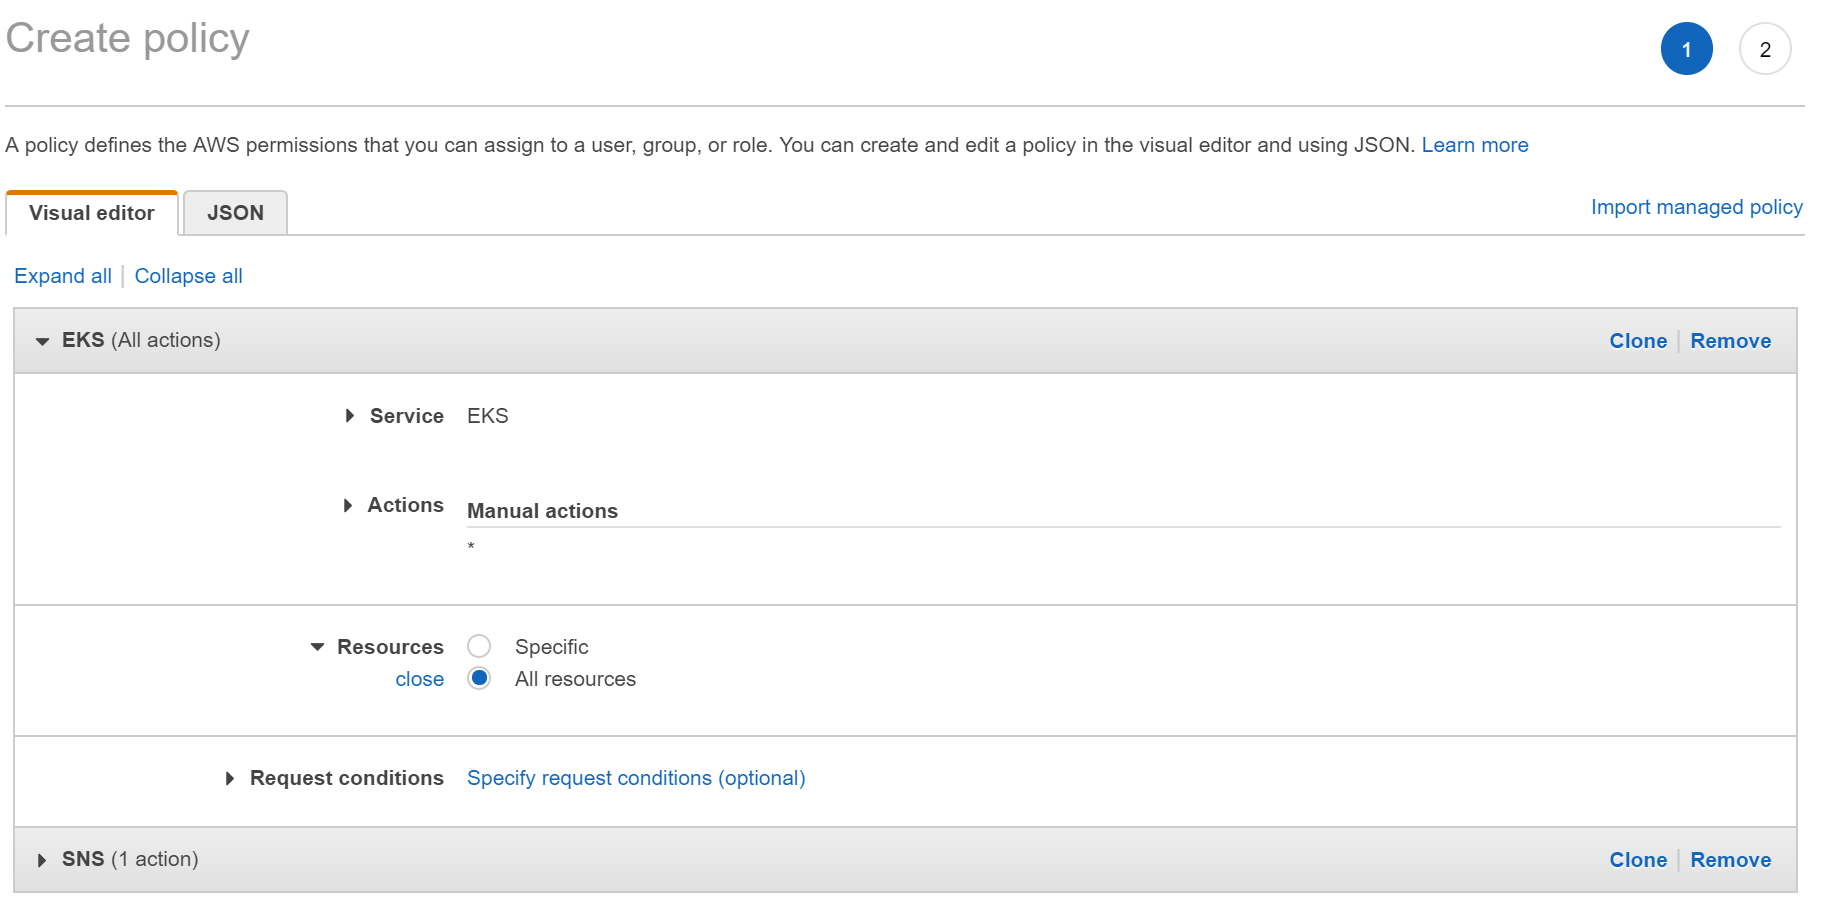 Create policy
1 2
A policy defines the AWS permissions that you can assign to a user, group, or role. You can create and edit a policy in the visual editor and using JSON. Learn more
Visual editor JSON Import managed policy
Expand all Collapse all
EKS (All actions) Clone Remove
Service EKS
Actions Manual actions
*
Resources Specific
close All resources
Request conditions Specify request conditions (optional)
SNS (1 action) Clone Remove